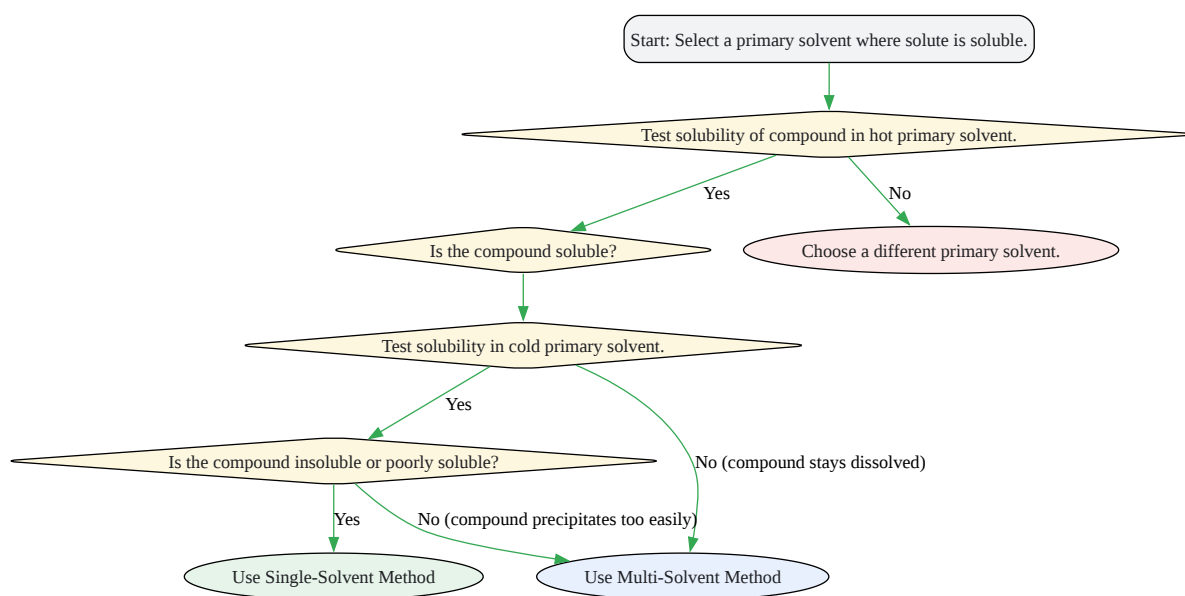 Start: Select a primary solvent where solute is soluble.
Test solubility of compound in hot primary solvent.
Yes
No
Is the compound soluble?
Choose a different primary solvent.
Test solubility in cold primary solvent.
Yes
Is the compound insoluble or poorly soluble?
No (compound stays dissolved)
Yes
No (compound precipitates too easily)
Use Single-Solvent Method
Use Multi-Solvent Method